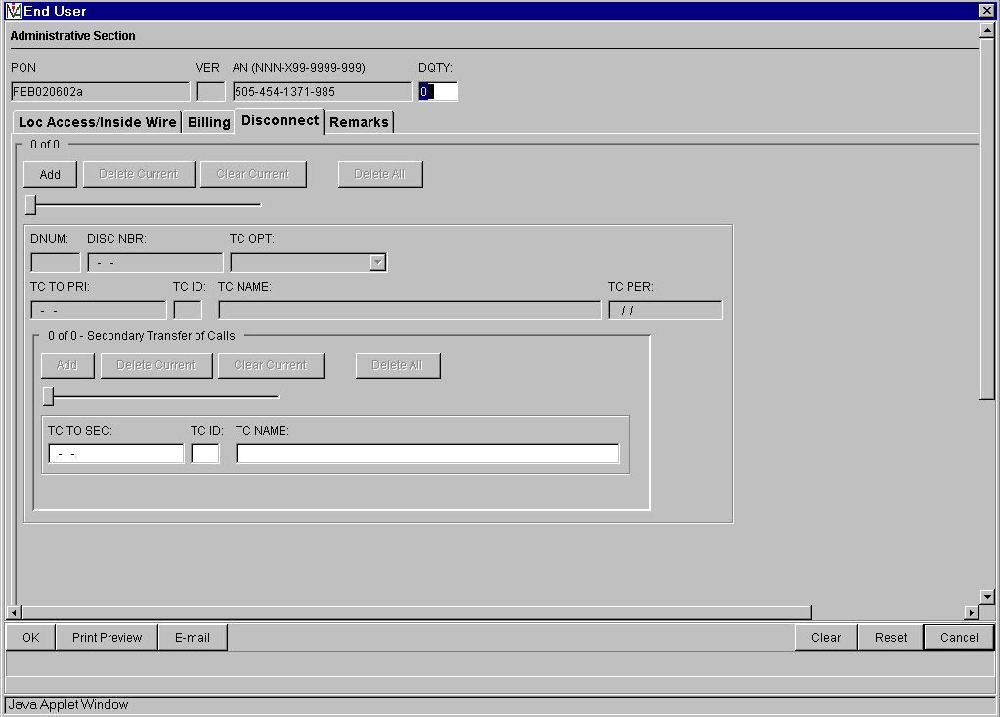 End User
Administrative Section
PON VER AN (NNN-X99-9999-999) DQTY:
FEB020602a 505-454-1371-985 0
Loc Access/Inside Wire Billing Disconnect Remarks
0 of 0
Add Delete Current Clear Current Delete All
DNUM: DISC NBR: TC OPT:
- -
TC TO PRI: TC ID: TC NAME: TC PER:
- - / /
0 of 0 - Secondary Transfer of Calls
Add Delete Current Clear Current Delete All
TC TO SEC: TC ID: TC NAME:
- -
OK Print Preview E-mail Clear Reset Cancel
Java Applet Window